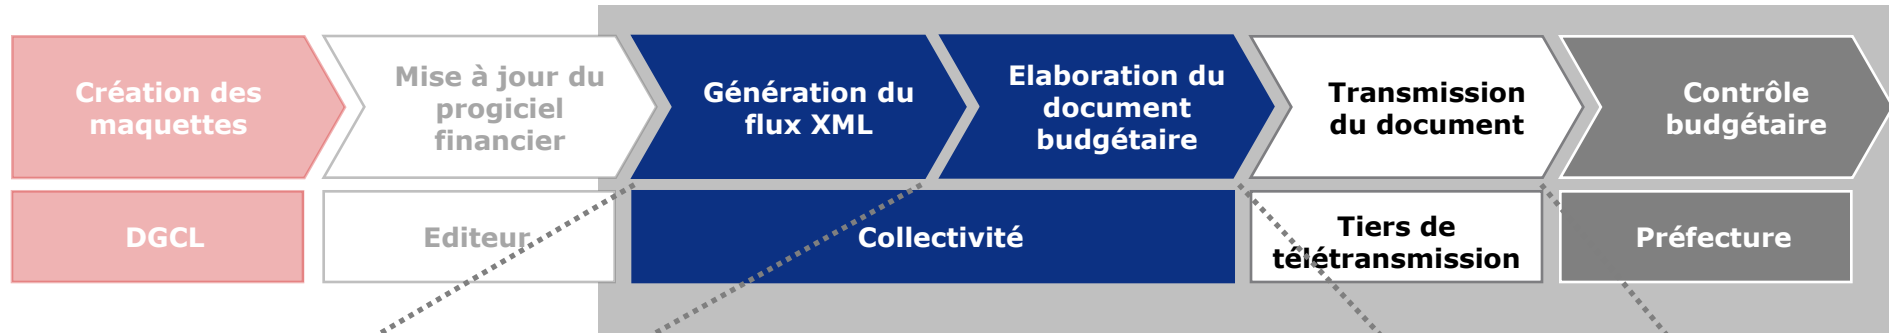 Création des
maquettes
Mise à jour du
progiciel
financier
Génération du
flux XML
Elaboration du
document
budgétaire
Transmission
du document
Contrôle
budgétaire
DGCL
Editeur
Collectivité
Tiers de
télétransmission
Préfecture